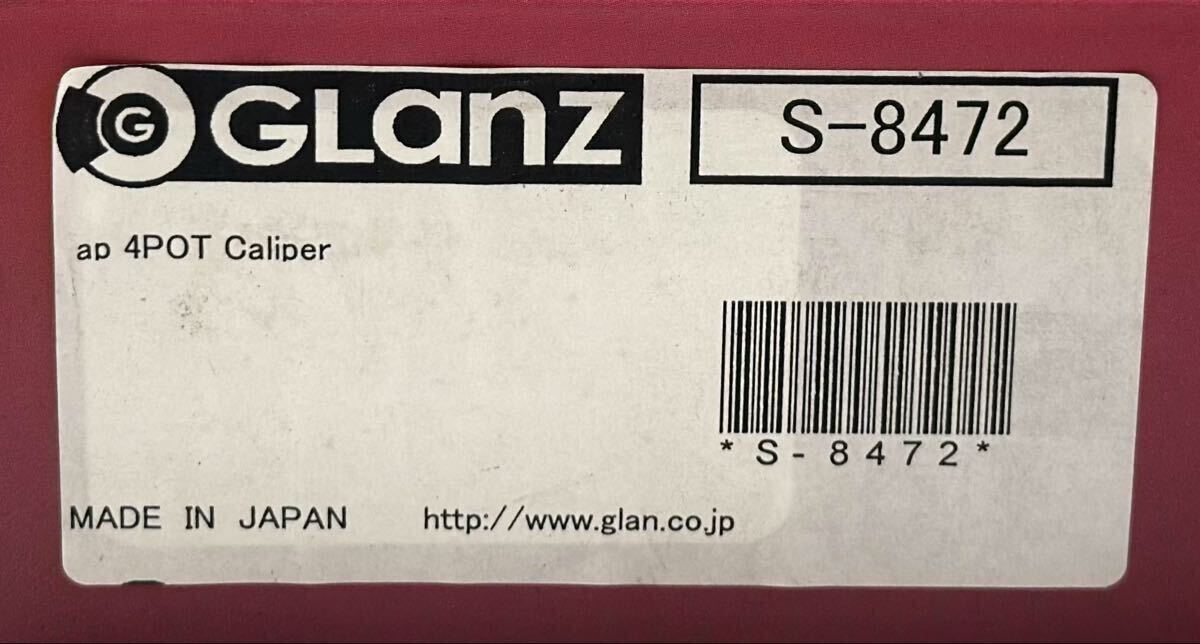 G GLanz
S-8472
ap 4POT Caliper
*S-8472*
MADE IN JAPAN http://www.glan.co.jp